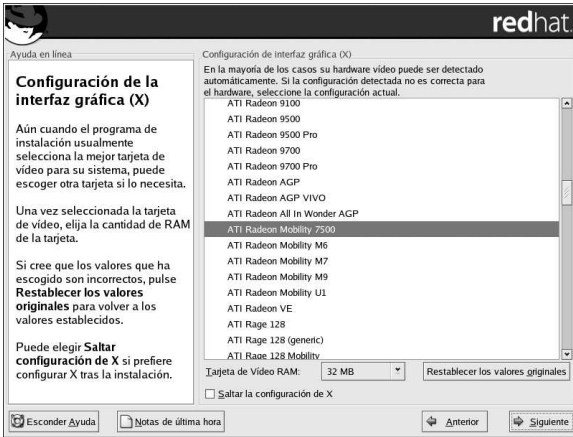 redhat.
Ayuda en línea
Configuración de la
interfaz gráfica (X)
Aún cuando el programa de
instalación usualmente
selecciona la mejor tarjeta de
vídeo para su sistema, puede
escoger otra tarjeta si lo necesita.
Una vez seleccionada la tarjeta
de vídeo, elija la cantidad de RAM
de la tarjeta.
Si cree que los valores que ha
escogido son incorrectos, pulse
Restablecer los valores
originales para volver a los
valores establecidos.
Puede elegir Saltar
configuración de X si prefiere
configurar X tras la instalación.
Configuración de interfaz gráfica (X)
En la mayoría de los casos su hardware vídeo puede ser detectado
automáticamente. Si la configuración detectada no es correcta para
el hardware, seleccione la configuración actual.
ATI Radeon 9100
ATI Radeon 9500
ATI Radeon 9500 Pro
ATI Radeon 9700
ATI Radeon 9700 Pro
ATI Radeon AGP
ATI Radeon AGP VIVO
ATI Radeon All In Wonder AGP
ATI Radeon Mobility 7500
ATI Radeon Mobility M6
ATI Radeon Mobility M7
ATI Radeon Mobility M9
ATI Radeon Mobility U1
ATI Radeon VE
ATI Rage 128
ATI Rage 128 (generic)
ATI Rage 128 Mobility
Tarjeta de Vídeo RAM: 32 MB Restablecer los valores originales
Saltar la configuración de X
Esconder Ayuda Notas de última hora Anterior Siguiente